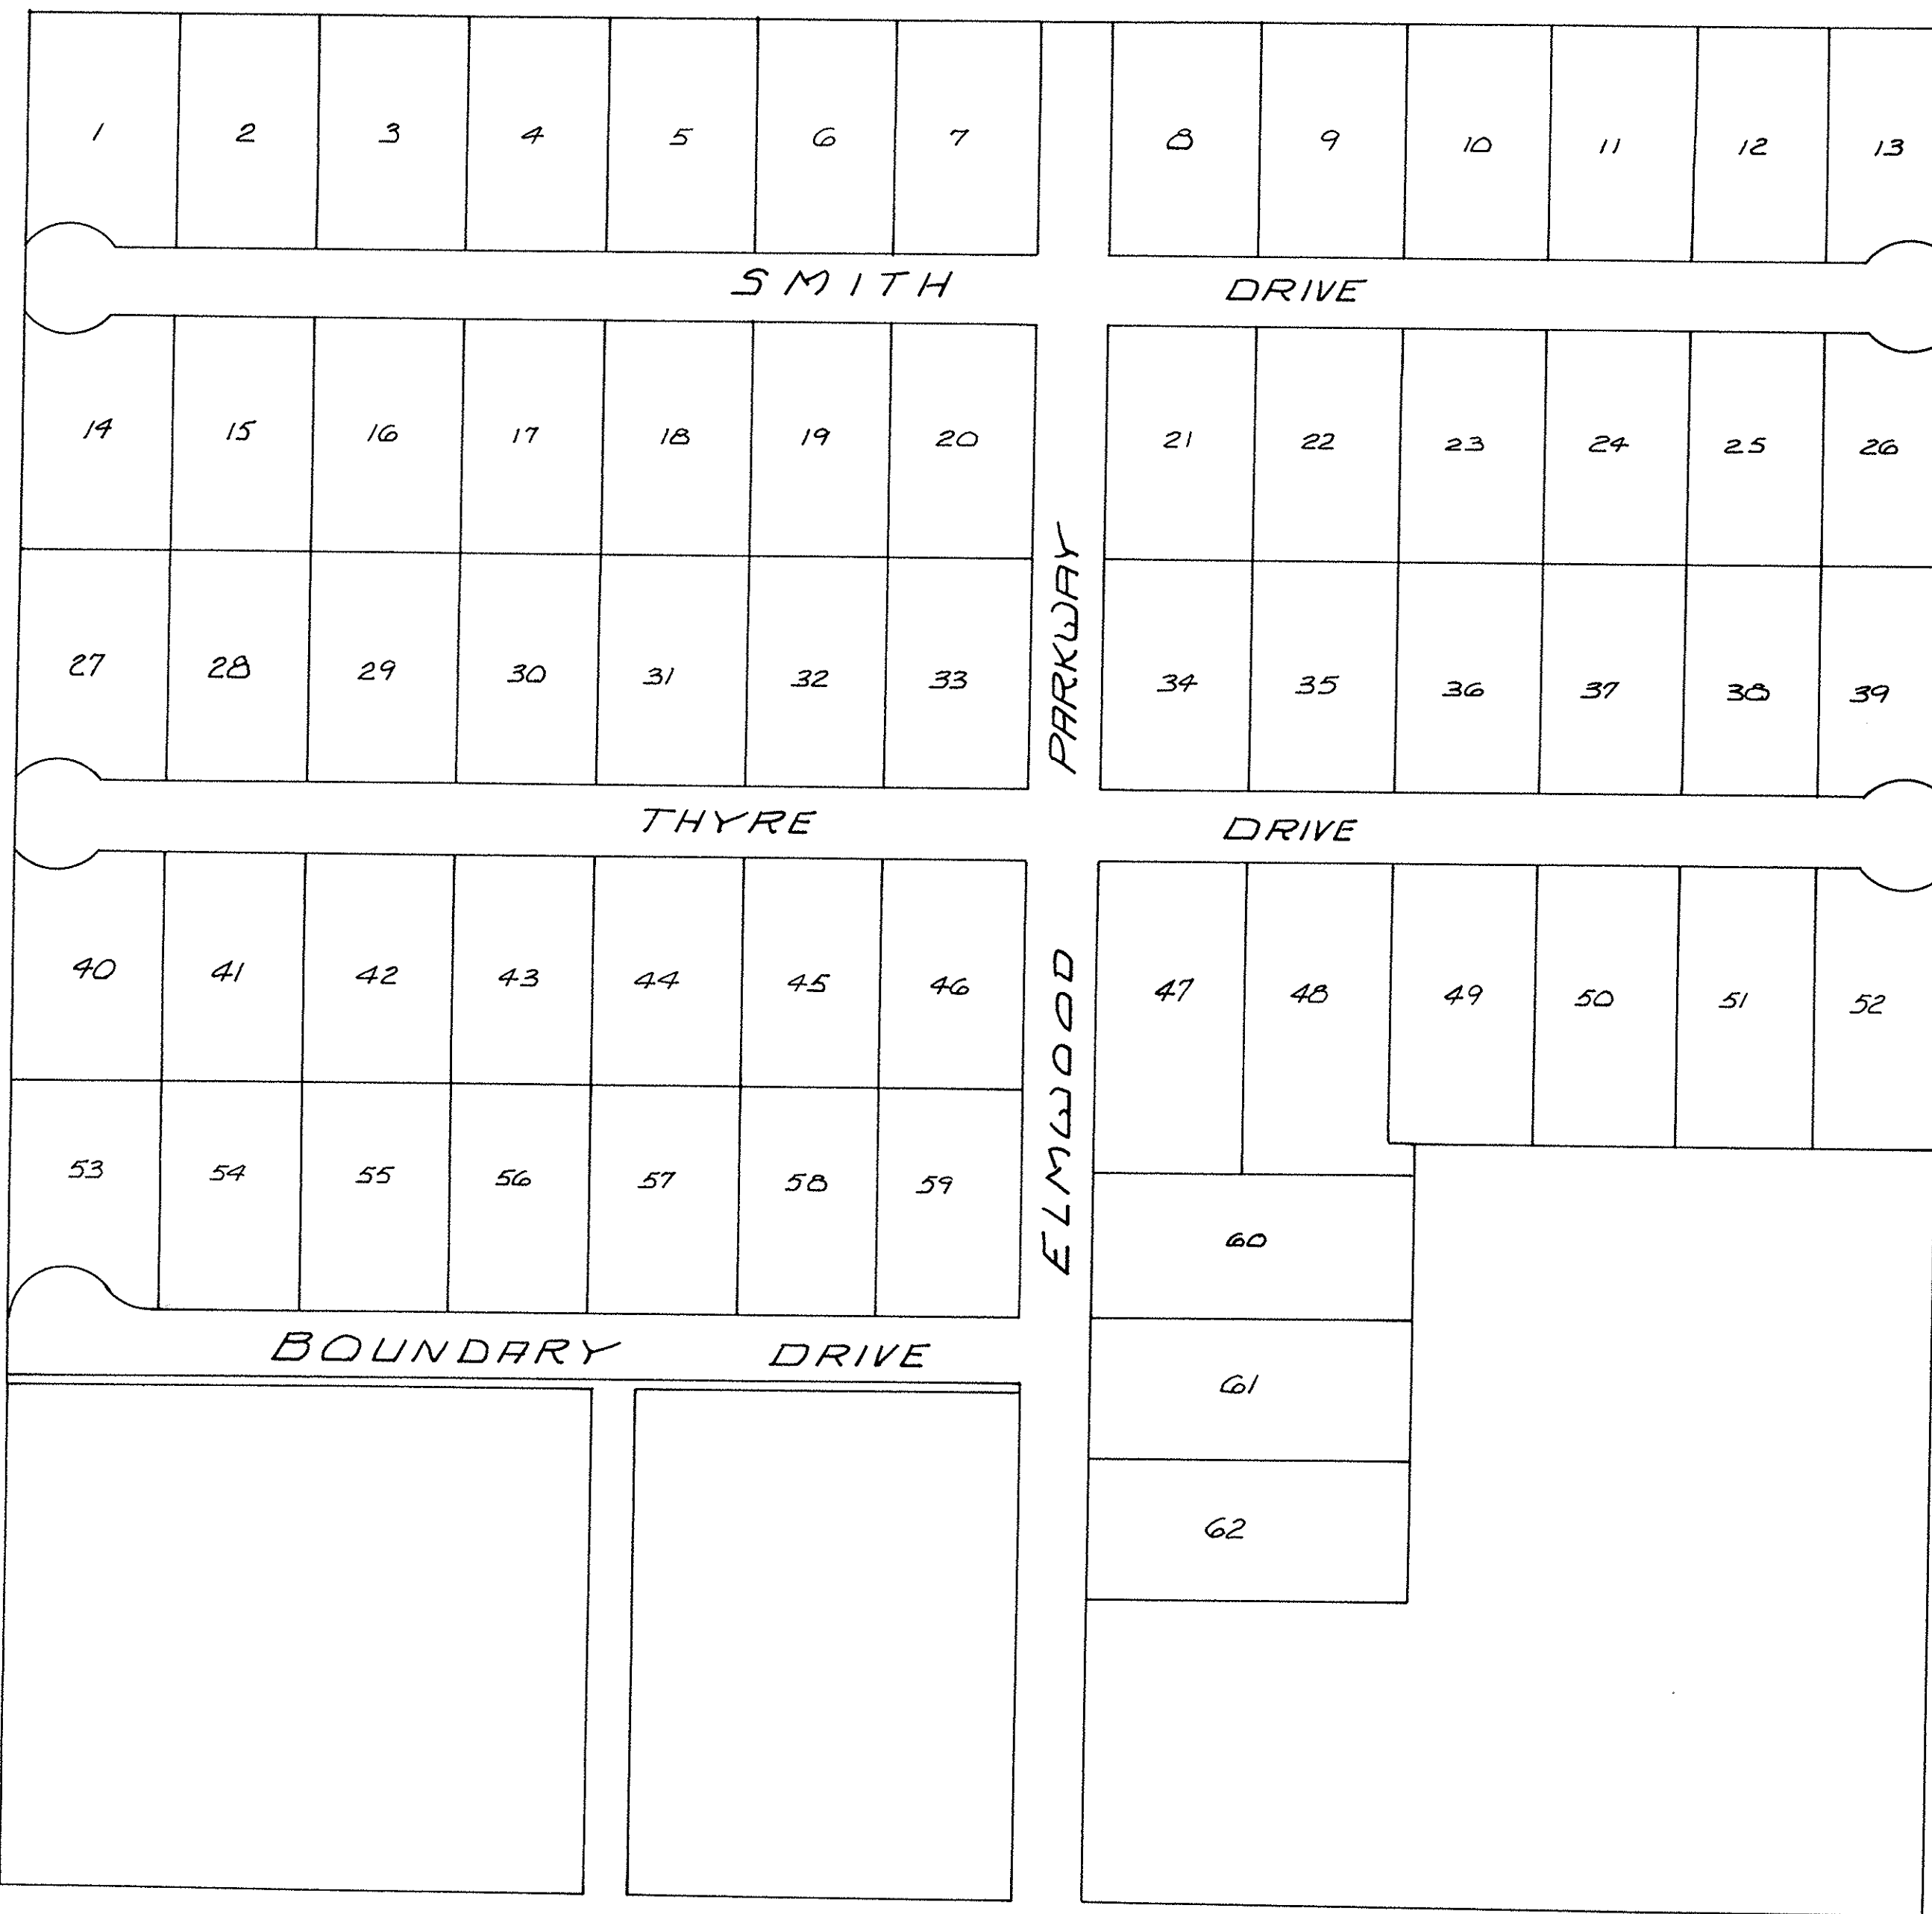 1 2 3 4 5 6 7 8 9 10 11 12 13
SMITH DRIVE
14 15 16 17 18 19 20 21 22 23 24 25 26
PARKWAY
27 28 29 30 31 32 33 34 35 36 37 38 39
THYRE DRIVE
40 41 42 43 44 45 46 47 48 49 50 51 52
ELMWOOD
53 54 55 56 57 58 59
60
BOUNDARY DRIVE
61
62